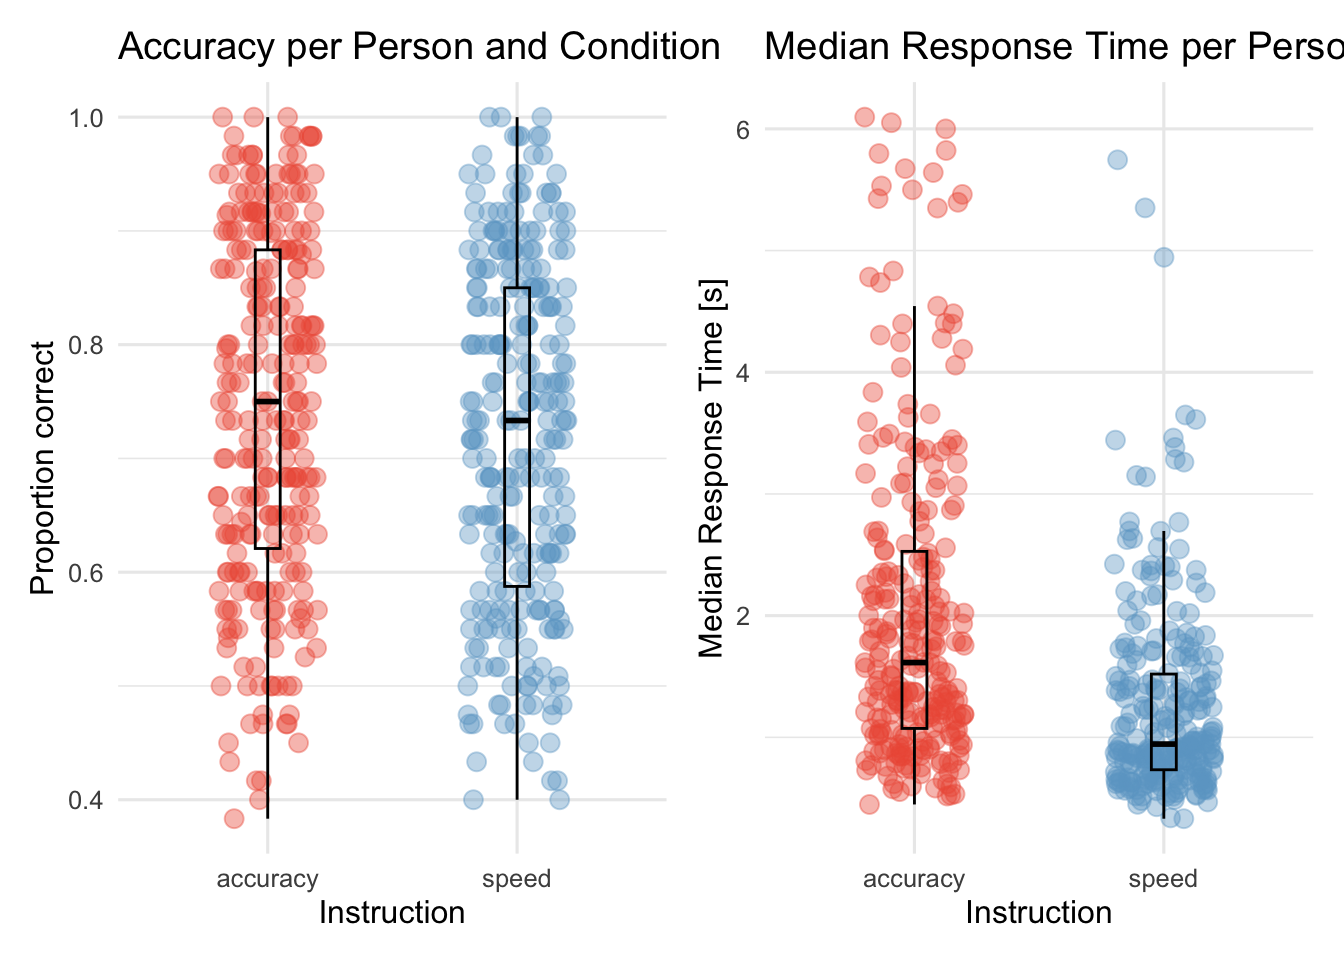 Accuracy per Person and Condition
Proportion correct
1.0
0.8
0.6
0.4
accuracy
speed
Instruction
Median Response Time per Perso
Median Response Time [s]
6
4
2
accuracy
speed
Instruction